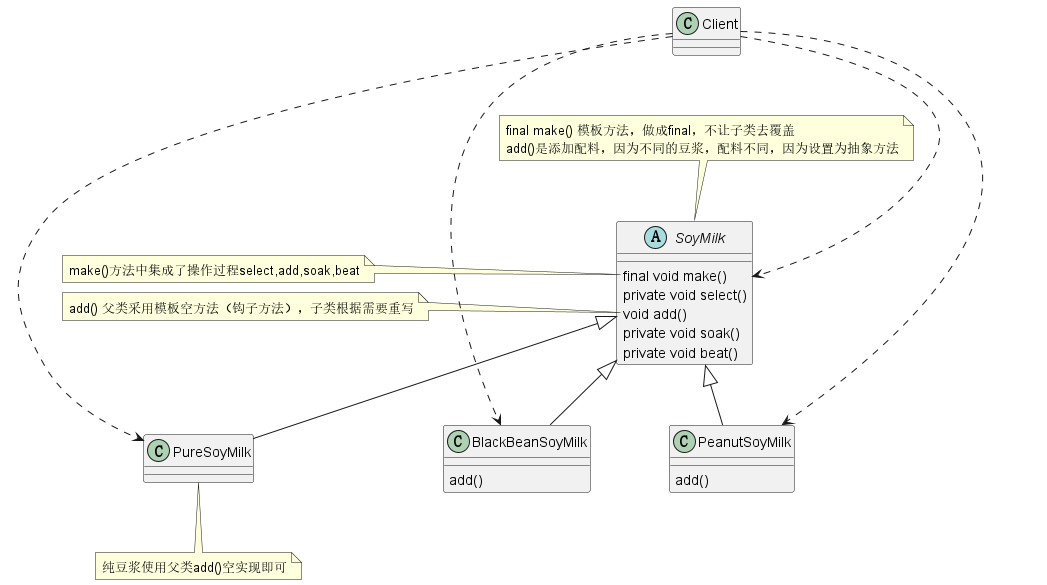 C Client
final make() 模板方法，做成final，不让子类去覆盖
add()是添加配料，因为不同的豆浆，配料不同，因为设置为抽象方法
A SoyMilk
make()方法中集成了操作过程select,add,soak,beat
final void make()
private void select()
add() 父类采用模板空方法（钩子方法），子类根据需要重写
void add()
private void soak()
private void beat()
C PureSoyMilk
C BlackBeanSoyMilk
add()
C PeanutSoyMilk
add()
纯豆浆使用父类add()空实现即可